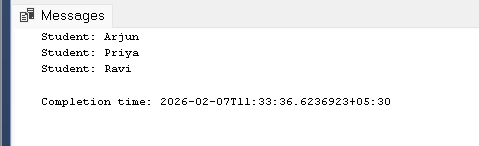 Messages
Student: Arjun
Student: Priya
Student: Ravi
Completion time: 2026-02-07T11:33:36.6236923+05:30